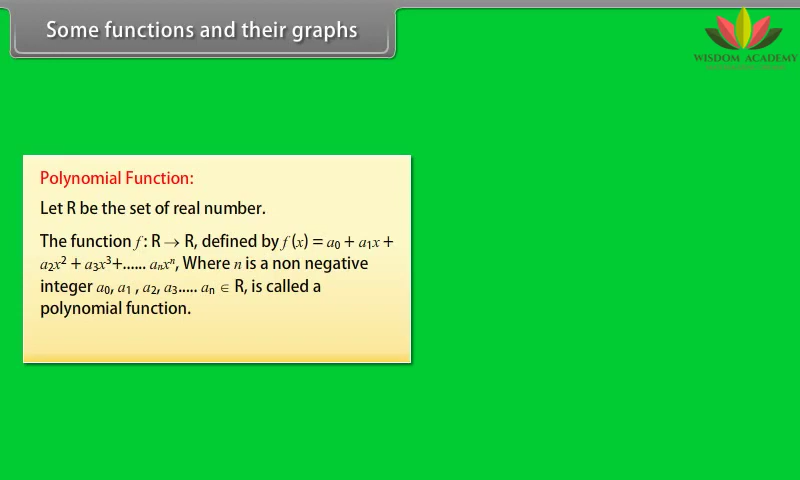 Some functions and their graphs
WISDOM ACADEMY
Polynomial Function:
Let R be the set of real number.
The function f : R → R, defined by f (x) = a₀ + a₁x +
a₂x² + a₃x³+...... aₙxⁿ, Where n is a non negative
integer a₀, a₁ , a₂, a₃..... aₙ ∈ R, is called a
polynomial function.